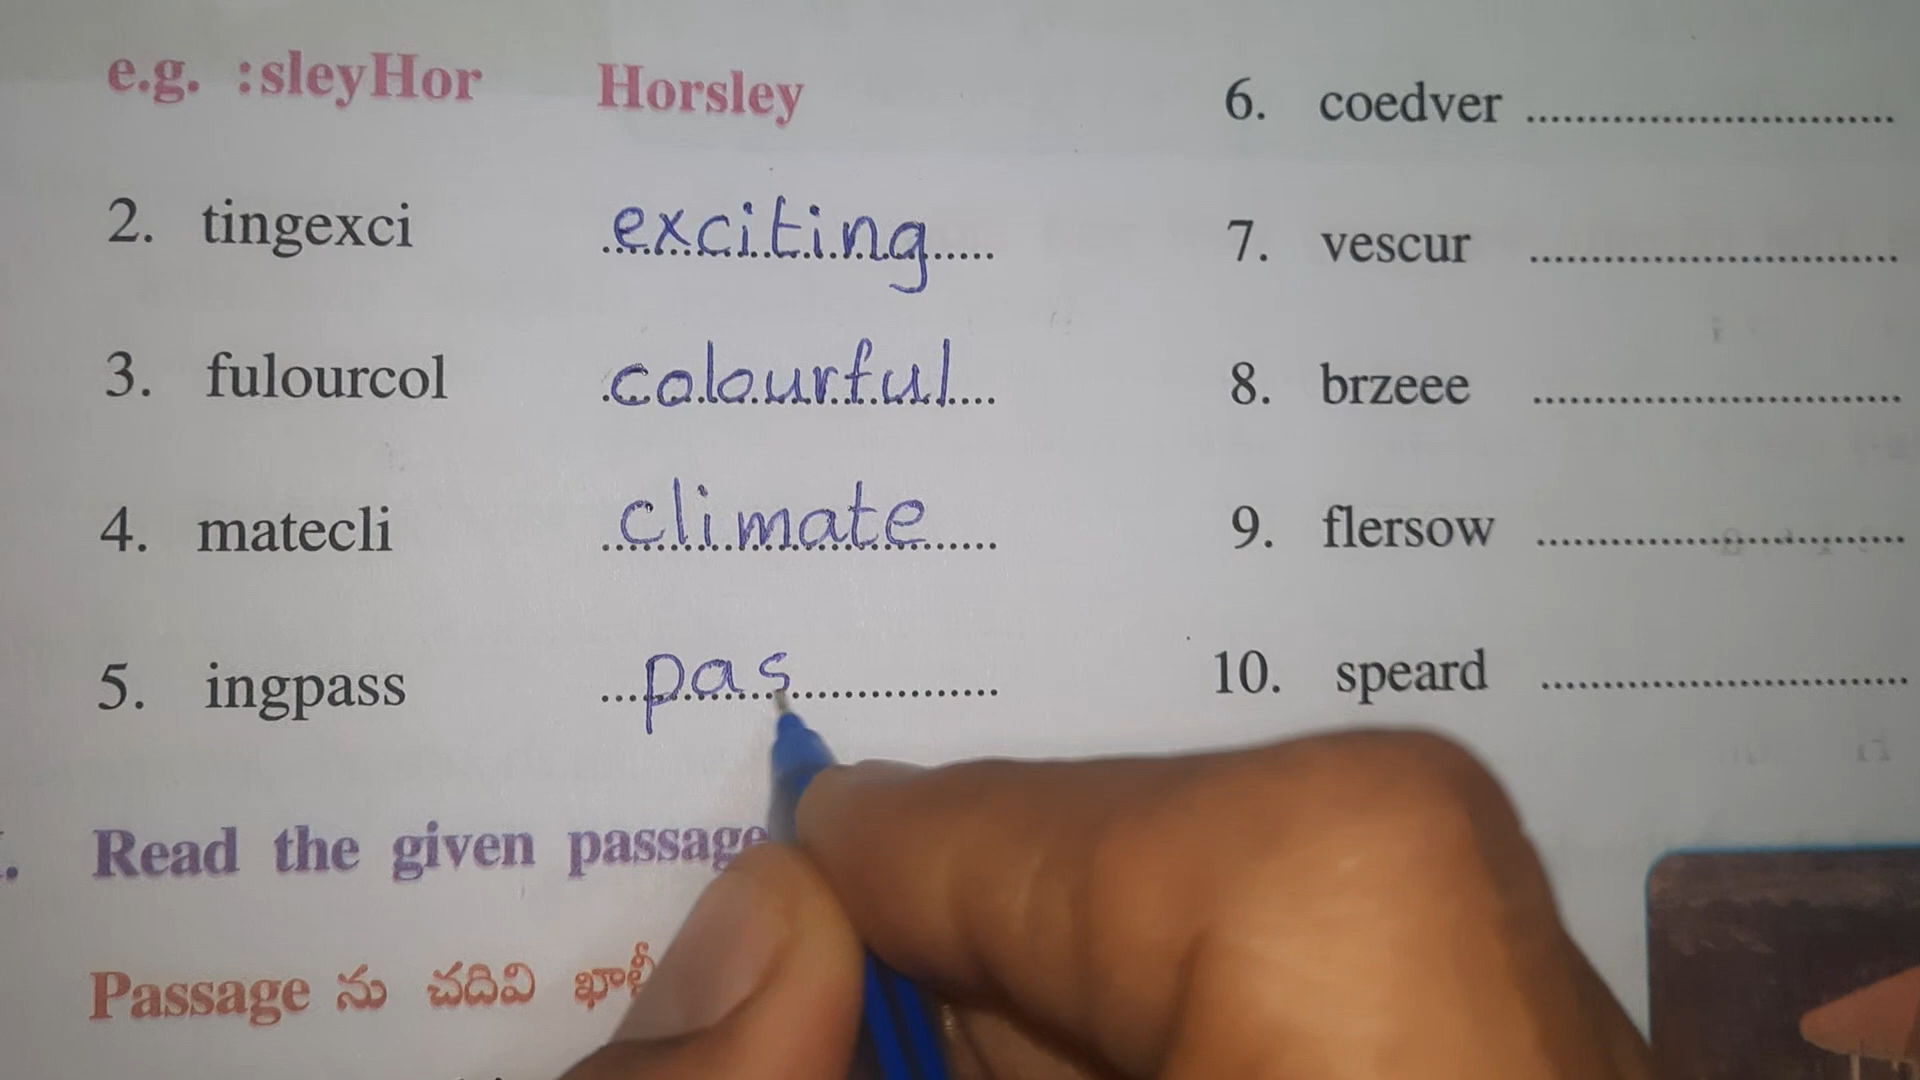 e.g. :sleyHor Horsley
2. tingexci exciting
3. fulourcol colourful
4. matecli climate
5. ingpass pas
6. coedver
7. vescur
8. brzeee
9. flersow
10. speard
Read the given passage
Passage ను చదివి